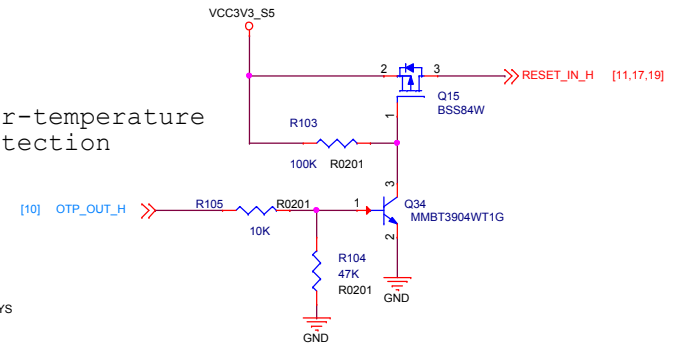 VCC3V3_S5
2
3
RESET_IN_H [11,17,19]
Q15
BSS84W
1
r-temperature
tection
R103
100K R0201
3
[10] OTP_OUT_H
R105
R0201
1
Q34
MMBT3904WT1G
10K
2
R104
47K
R0201
GND
YS
GND